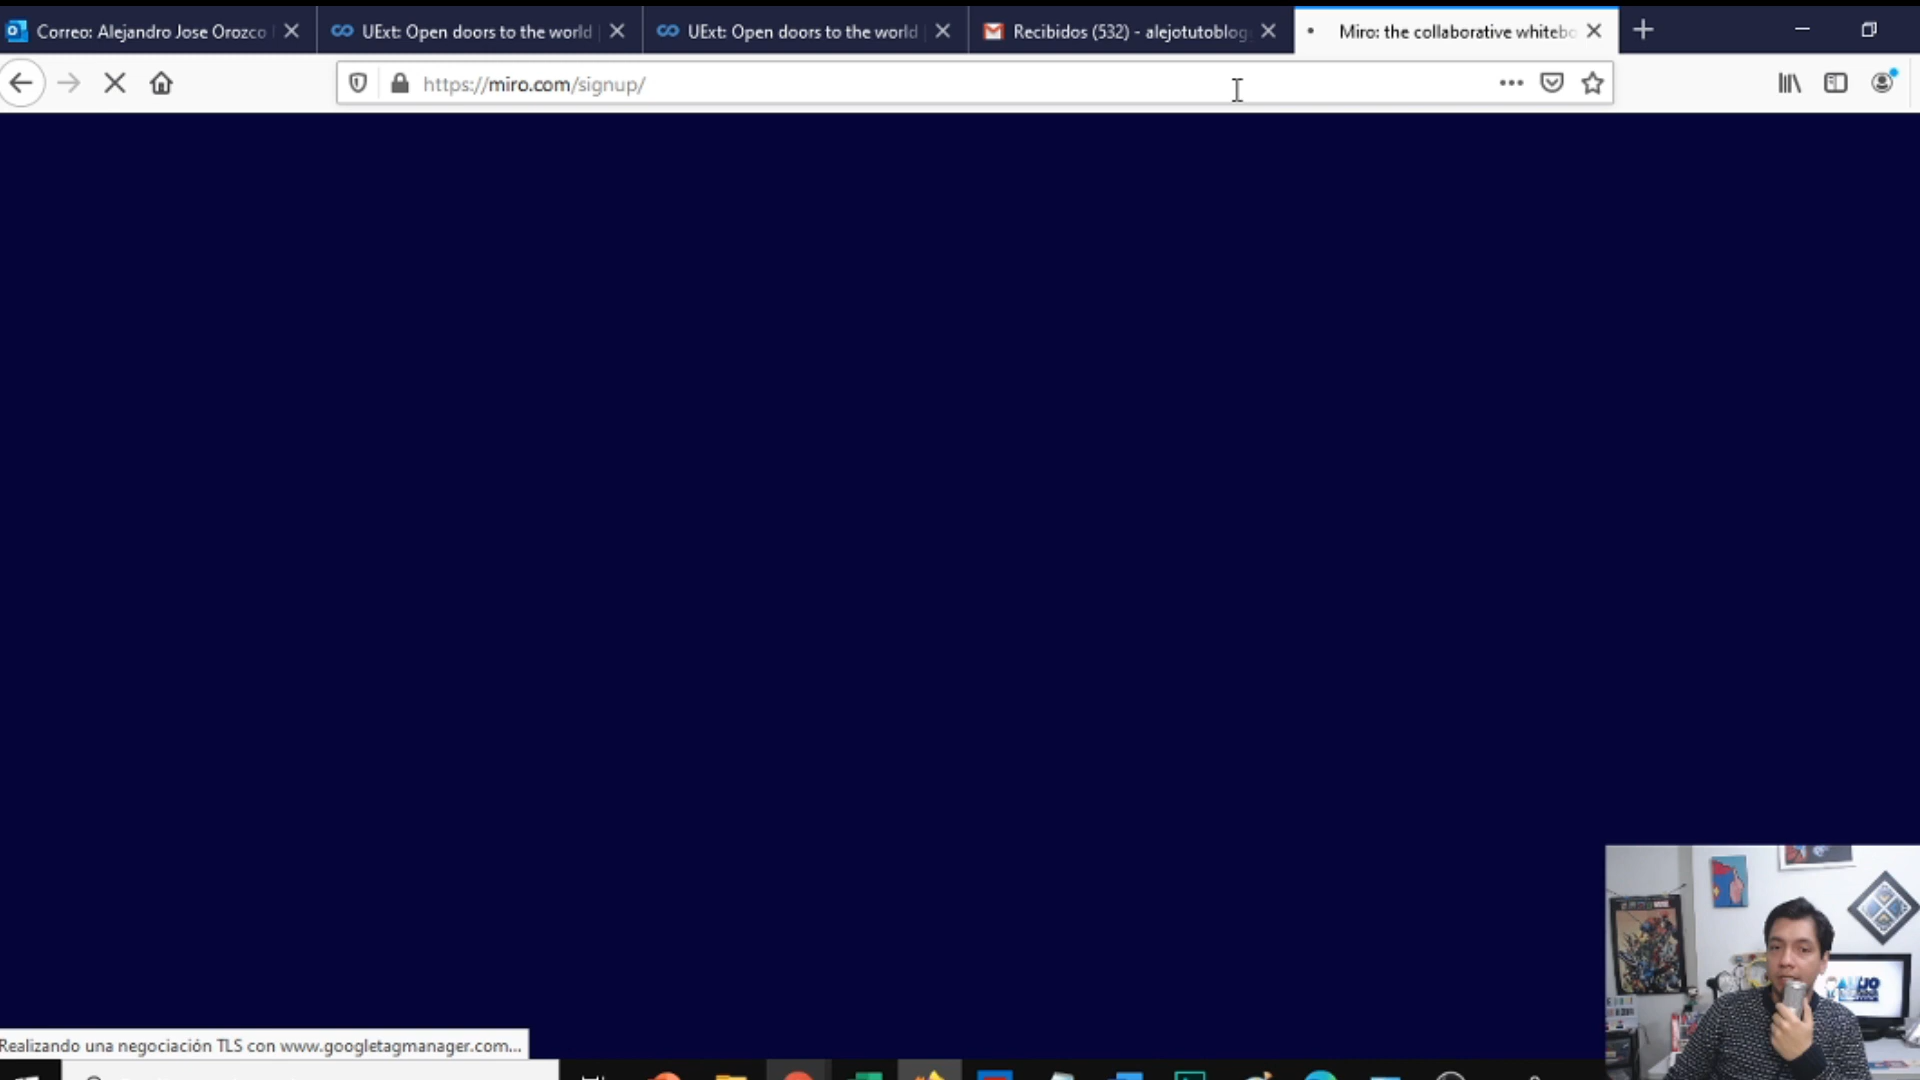 Correo: Alejandro Jose Orozco
UExt: Open doors to the world
UExt: Open doors to the world
Recibidos (532) - alejotutoblog
Miro: the collaborative whitebo
https://miro.com/signup/
Realizando una negociación TLS con www.googletagmanager.com...